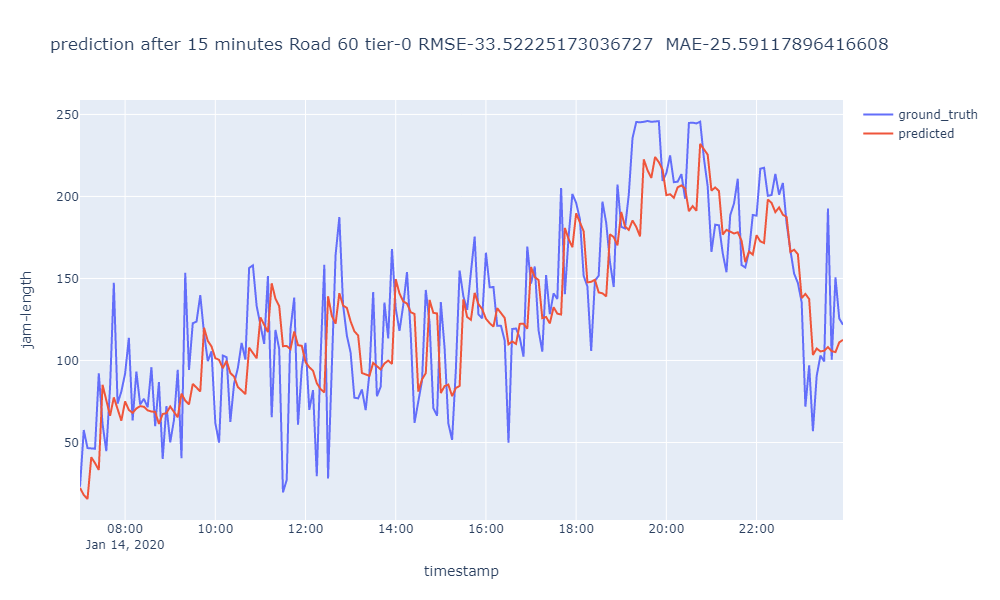 prediction after 15 minutes Road 60 tier-0 RMSE-33.52225173036727 MAE-25.59117896416608
ground_truth
predicted
250
200
150
100
50
jam-length
08:00 10:00 12:00 14:00 16:00 18:00 20:00 22:00
Jan 14, 2020
timestamp